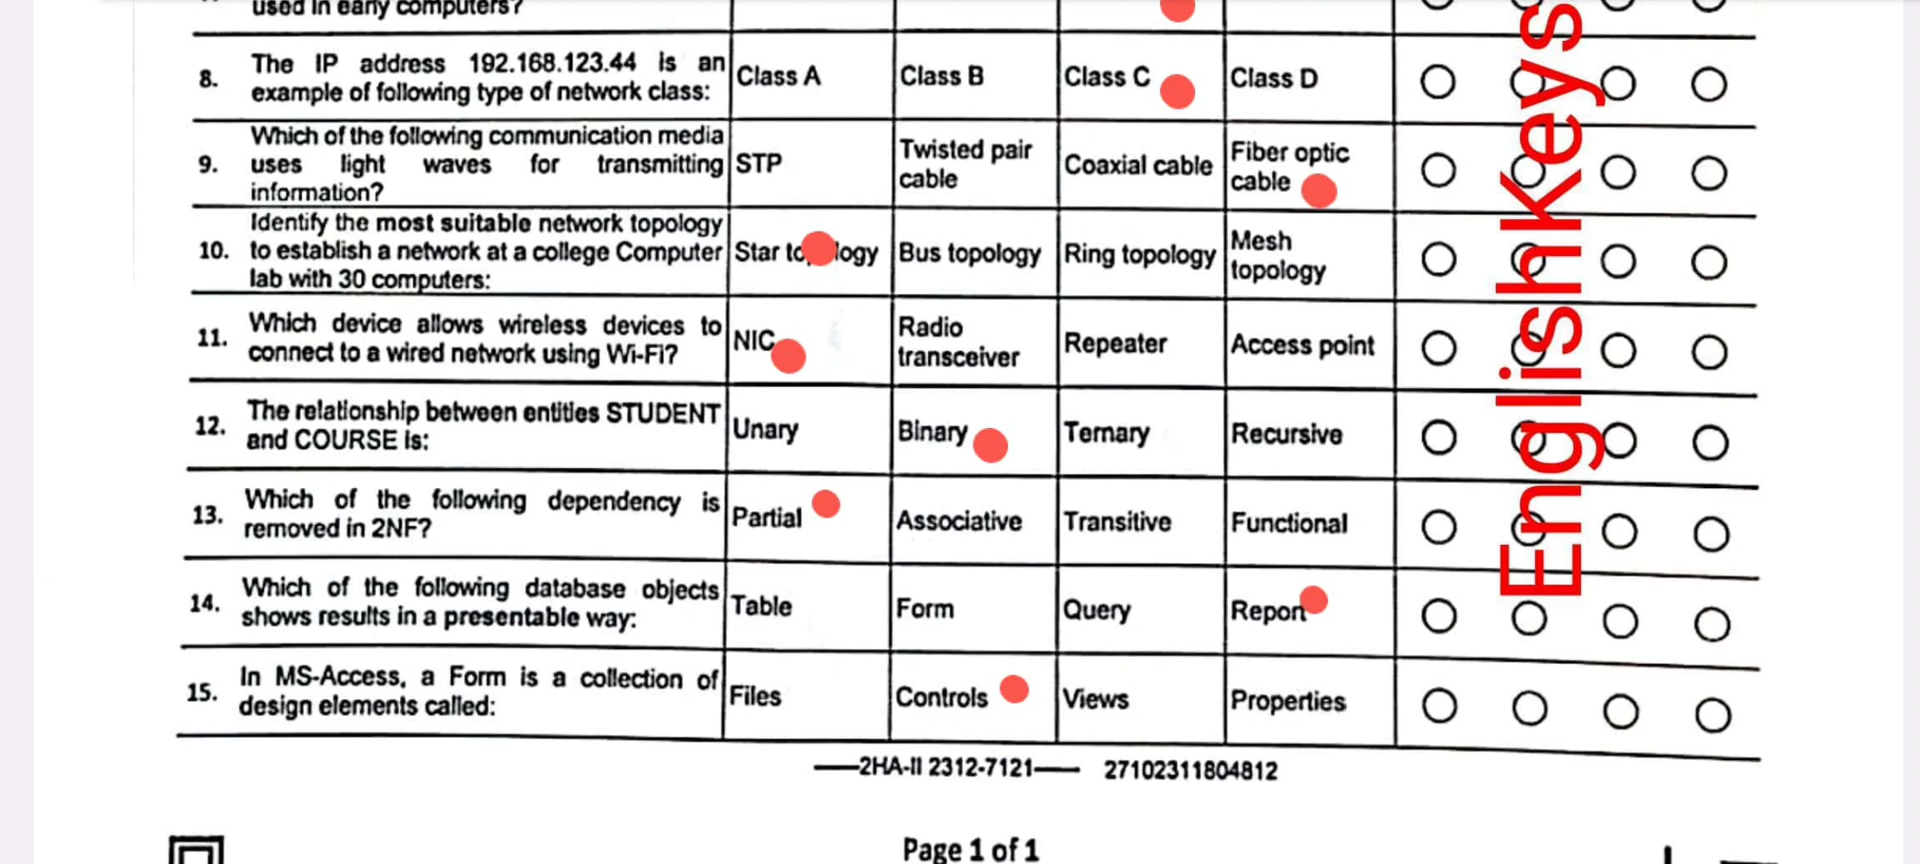 used in early computers?
8. The IP address 192.168.123.44 is an example of following type of network class: Class A Class B Class C Class D
9. Which of the following communication media uses light waves for transmitting information? STP Twisted pair cable Coaxial cable Fiber optic cable
10. Identify the most suitable network topology to establish a network at a college Computer lab with 30 computers: Star to logy Bus topology Ring topology Mesh topology
11. Which device allows wireless devices to connect to a wired network using Wi-Fi? NIC Radio transceiver Repeater Access point
12. The relationship between entities STUDENT and COURSE is: Unary Binary Ternary Recursive
13. Which of the following dependency is removed in 2NF? Partial Associative Transitive Functional
14. Which of the following database objects shows results in a presentable way: Table Form Query Report
15. In MS-Access, a Form is a collection of design elements called: Files Controls Views Properties
—2HA-II 2312-7121— 27102311804812
Page 1 of 1
Englishkeys